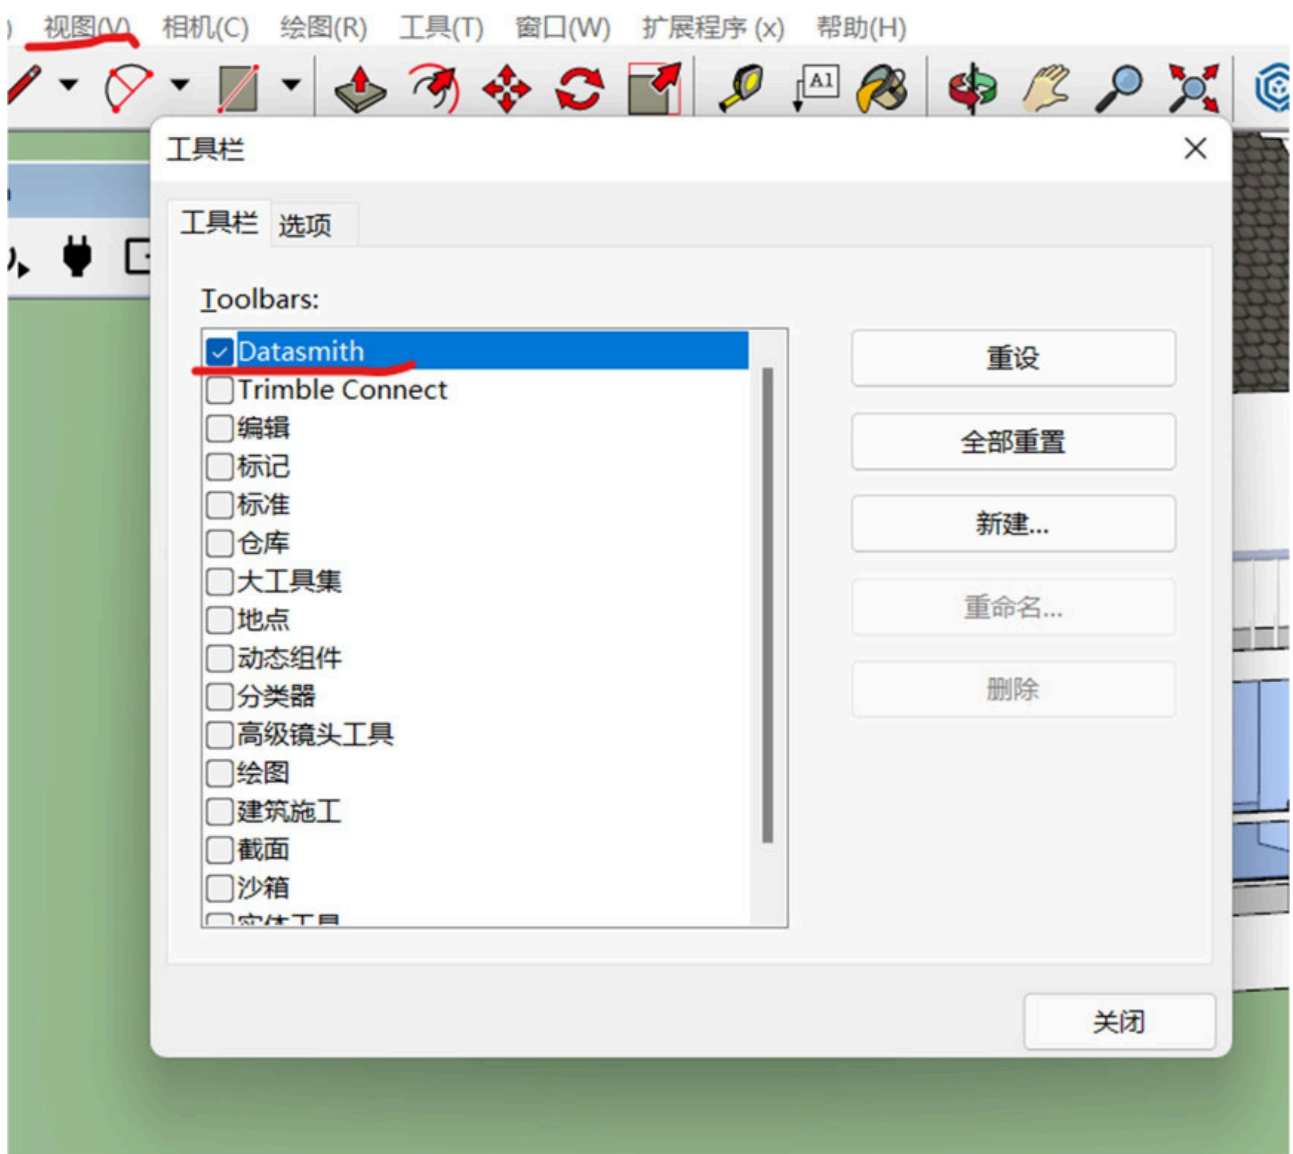 ) 视图(V) 相机(C) 绘图(R) 工具(T) 窗口(W) 扩展程序 (x) 帮助(H)
A1
工具栏
工具栏 选项
Toolbars:
Datasmith
Trimble Connect
编辑
标记
标准
仓库
大工具集
地点
动态组件
分类器
高级镜头工具
绘图
建筑施工
截面
沙箱
实体工具
重设
全部重置
新建...
重命名...
删除
关闭